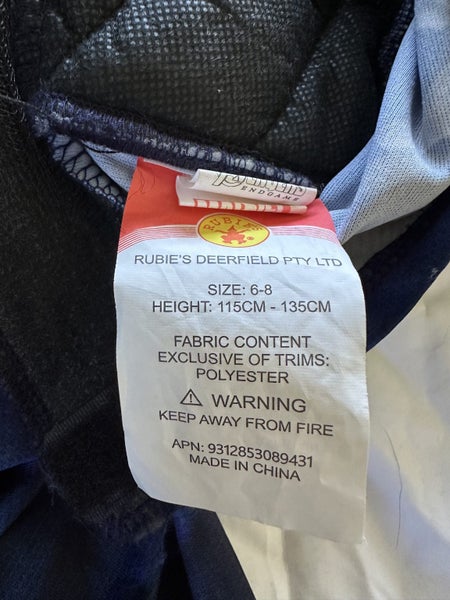 ENDGAME
RUBIE'S
RUBIE'S DEERFIELD PTY LTD
SIZE: 6-8
HEIGHT: 115CM - 135CM
FABRIC CONTENT
EXCLUSIVE OF TRIMS:
POLYESTER
⚠ WARNING
KEEP AWAY FROM FIRE
APN: 9312853089431
MADE IN CHINA